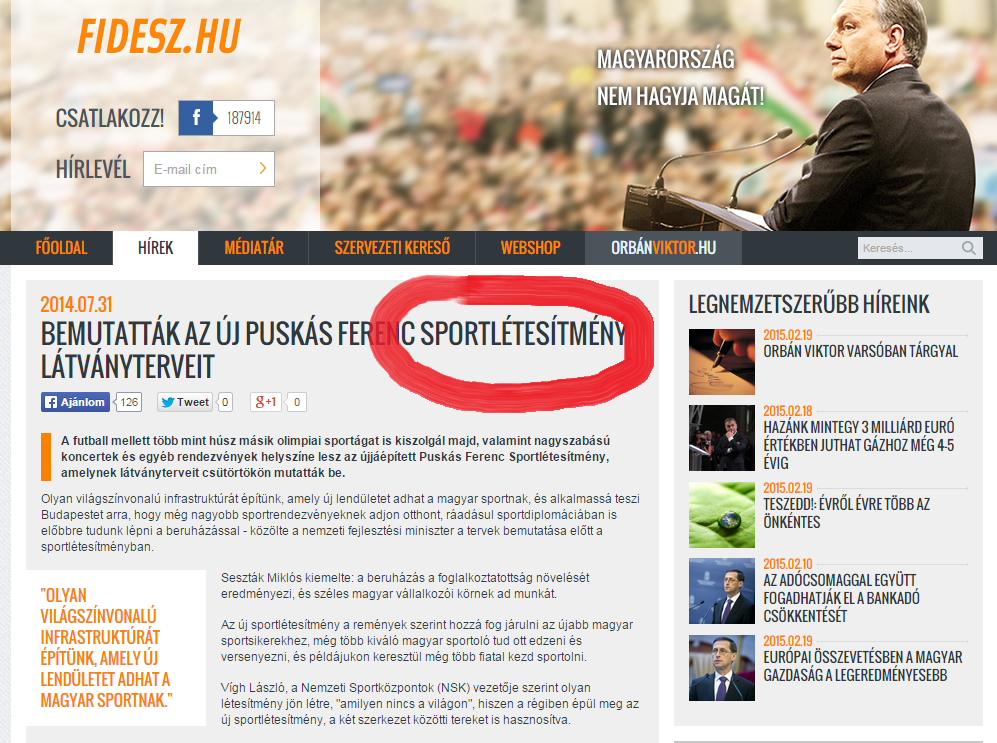 FIDESZ.HU
CSATLAKOZZ!
187914
HÍRLEVÉL
E-mail cím
MAGYARORSZÁG
NEM HAGYJA MAGÁT!
FŐOLDAL
HÍREK
MÉDIATÁR
SZERVEZETI KERESŐ
WEBSHOP
ORBÁNVIKTOR.HU
Keresés...
2014.07.31
BEMUTATTÁK AZ ÚJ PUSKÁS FERENC SPORTLÉTESÍTMÉNY
LÁTVÁNYTERVEIT
Ajánlom
126
Tweet
0
g+1
0
A futball mellett több mint húsz másik olimpiai sportágat is kiszolgál majd, valamint nagyszabású
koncertek és egyéb rendezvények helyszíne lesz az újjáépített Puskás Ferenc Sportlétesítmény,
amelynek látványterveit csütörtökön mutatták be.
Olyan világszínvonalú infrastruktúrát építünk, amely új lendületet adhat a magyar sportnak, és alkalmassá teszi
Budapestet arra, hogy még nagyobb sportrendezvényeknek adjon otthont, ráadásul sportdiplomáciában is
előbbre tudunk lépni a beruházással - közölte a nemzeti fejlesztési miniszter a tervek bemutatása előtt a
sportlétesítményban.
"OLYAN
VILÁGSZÍNVONALÚ
INFRASTRUKTÚRÁT
ÉPÍTÜNK, AMELY ÚJ
LENDÜLETET ADHAT A
MAGYAR SPORTNAK."
Seszták Miklós kiemelte: a beruházás a foglalkoztatottság növelését
eredményezi, és széles magyar vállalkozói körnek ad munkát.
Az új sportlétesítmény a remények szerint hozzá fog járulni az újabb magyar
sportsikerekhez, még több kiváló magyar sportoló tud ott edzeni és
versenyezni, és példájukon keresztül még több fiatal kezd sportolni.
Vígh László, a Nemzeti Sportközpontok (NSK) vezetője szerint olyan
létesítmény jön létre, "amilyen nincs a világon", hiszen a régiben épül meg az
új sportlétesítmény, a két szerkezet közötti tereket is hasznosítva.
LEGNEMZETSZERŰBB HÍREINK
2015.02.19
ORBÁN VIKTOR VARSÓBAN TÁRGYAL
2015.02.18
HAZÁNK MINTEGY 3 MILLIÁRD EURÓ
ÉRTÉKBEN JUTHAT GÁZHOZ MÉG 4-5
ÉVIG
2015.02.19
TESZEDD!: ÉVRŐL ÉVRE TÖBB AZ
ÖNKÉNTES
2015.02.10
AZ ADÓCSOMAGGAL EGYÜTT
FOGADHATJÁK EL A BANKADÓ
CSÖKKENTÉSÉT
2015.02.19
EURÓPAI ÖSSZEVETÉSBEN A MAGYAR
GAZDASÁG A LEGEREDMÉNYESEBB